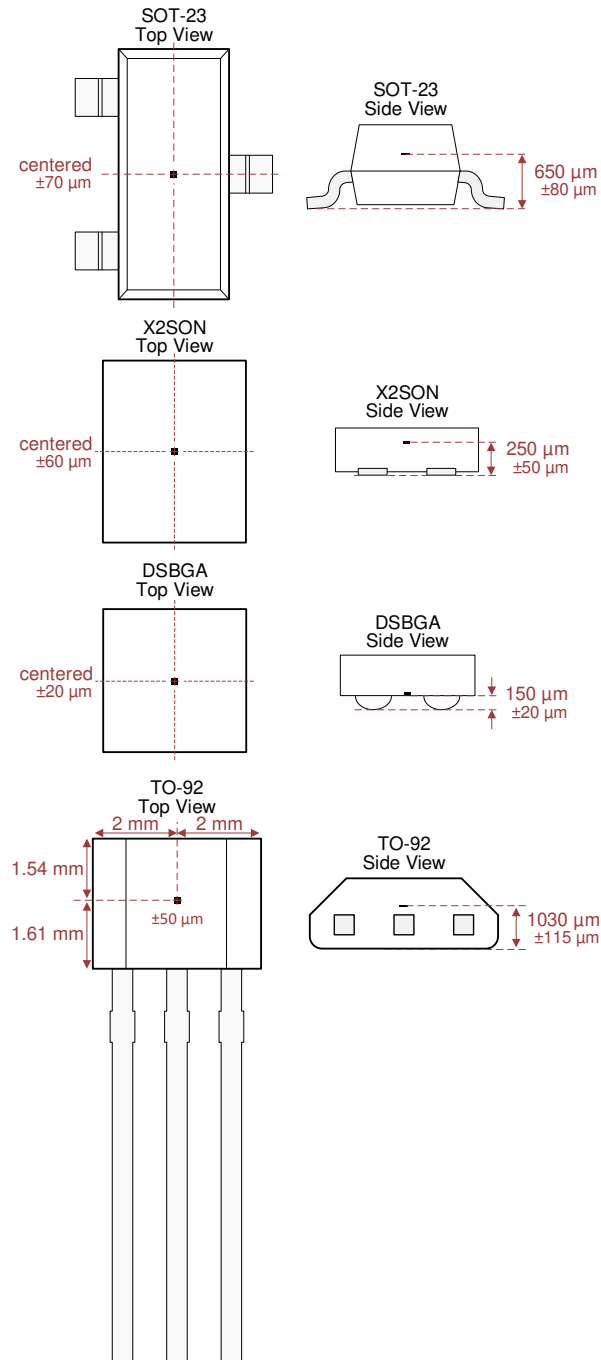 SOT-23
Top View
centered
±70 µm
SOT-23
Side View
650 µm
±80 µm
X2SON
Top View
centered
±60 µm
X2SON
Side View
250 µm
±50 µm
DSBGA
Top View
centered
±20 µm
DSBGA
Side View
150 µm
±20 µm
TO-92
Top View
2 mm 2 mm
1.54 mm
1.61 mm
±50 µm
TO-92
Side View
1030 µm
±115 µm